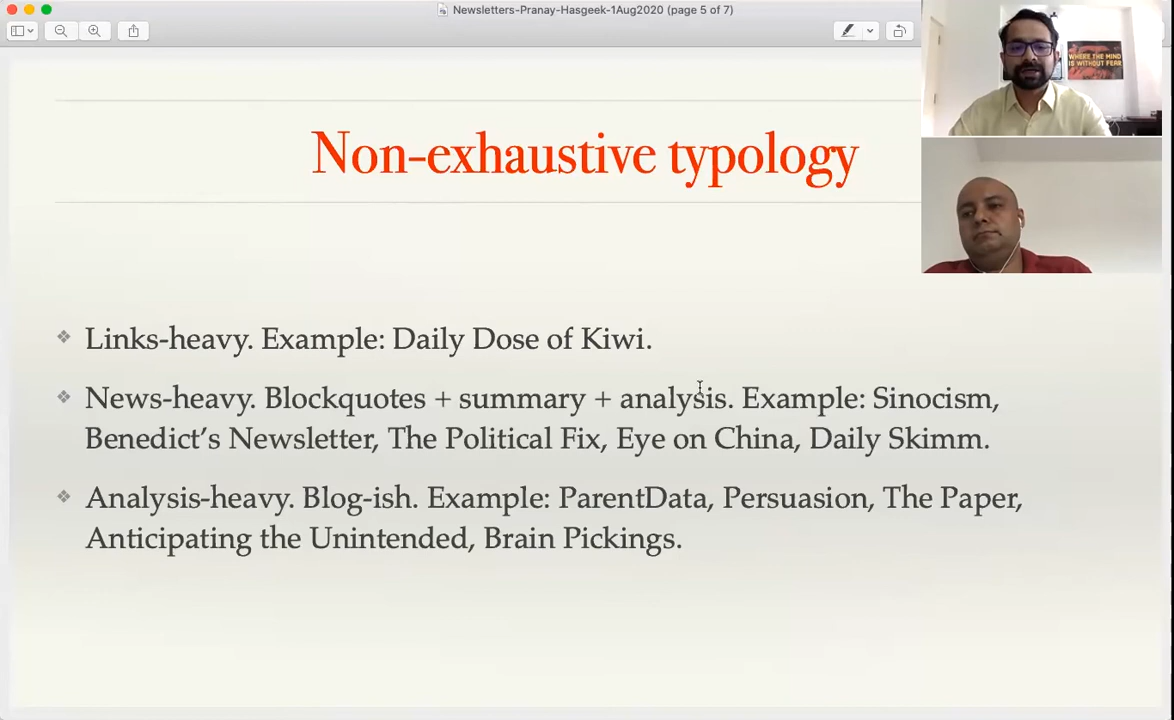 Newsletters-Pranay-Hasgeek-1Aug2020 (page 5 of 7)
WHERE THE MIND
IS WITHOUT FEAR
Non-exhaustive typology
Links-heavy. Example: Daily Dose of Kiwi.
News-heavy. Blockquotes + summary + analysis. Example: Sinocism,
Benedict’s Newsletter, The Political Fix, Eye on China, Daily Skimm.
Analysis-heavy. Blog-ish. Example: ParentData, Persuasion, The Paper,
Anticipating the Unintended, Brain Pickings.